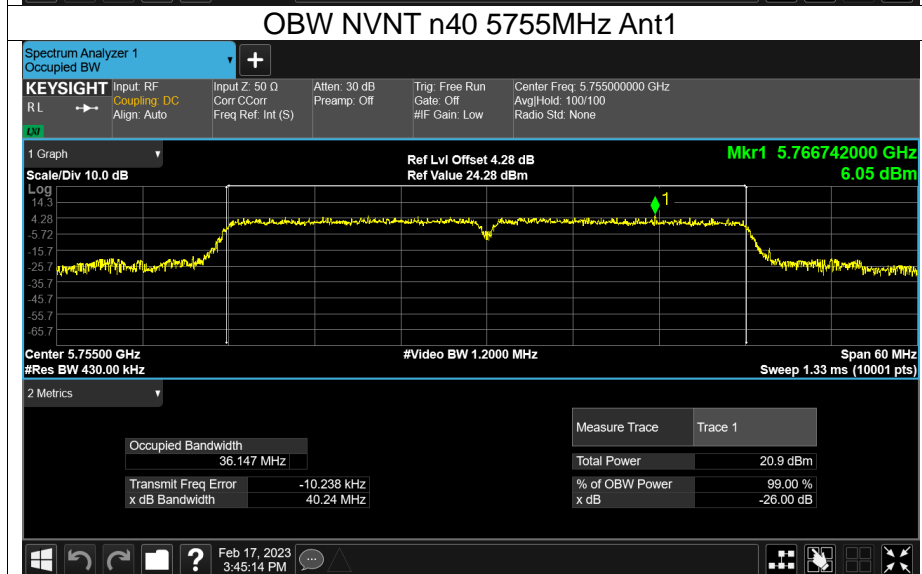 OBW NVNT n40 5755MHz Ant1
Spectrum Analyzer 1
Occupied BW
+
KEYSIGHT Input: RF Input Z: 50 Ω Atten: 30 dB Trig: Free Run Center Freq: 5.755000000 GHz
R L Coupling: DC Corr CCorr Preamp: Off Gate: Off Avg|Hold: 100/100
Align: Auto Freq Ref: Int (S) #IF Gain: Low Radio Std: None
LXI
1 Graph Ref Lvl Offset 4.28 dB Mkr1 5.766742000 GHz
Scale/Div 10.0 dB Ref Value 24.28 dBm 6.05 dBm
Log
14.3
4.28
-5.72
-15.7
-25.7
-35.7
-45.7
-55.7
-65.7
1
Center 5.75500 GHz #Video BW 1.2000 MHz Span 60 MHz
#Res BW 430.00 kHz Sweep 1.33 ms (10001 pts)
2 Metrics
Measure Trace Trace 1
Occupied Bandwidth
36.147 MHz Total Power 20.9 dBm
Transmit Freq Error -10.238 kHz % of OBW Power 99.00 %
x dB Bandwidth 40.24 MHz x dB -26.00 dB
? Feb 17, 2023
3:45:14 PM